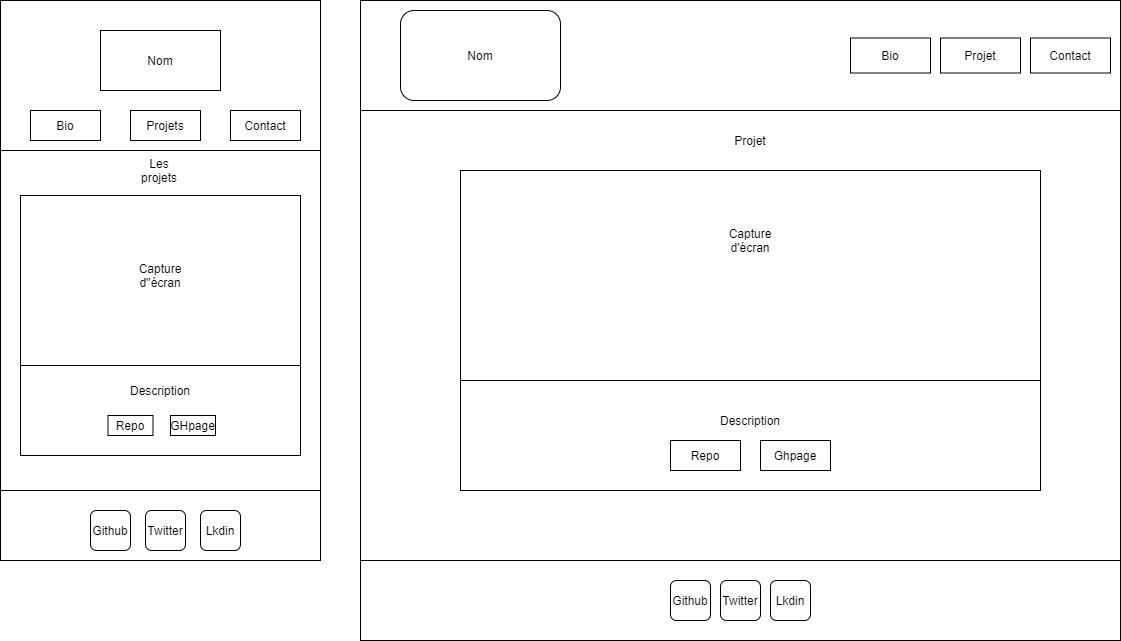 Nom
Bio
Projets
Contact
Les
projets
Capture
d"écran
Description
Repo
GHpage
Github
Twitter
Lkdin
Nom
Bio
Projet
Contact
Projet
Capture
d'écran
Description
Repo
Ghpage
Github
Twitter
Lkdin